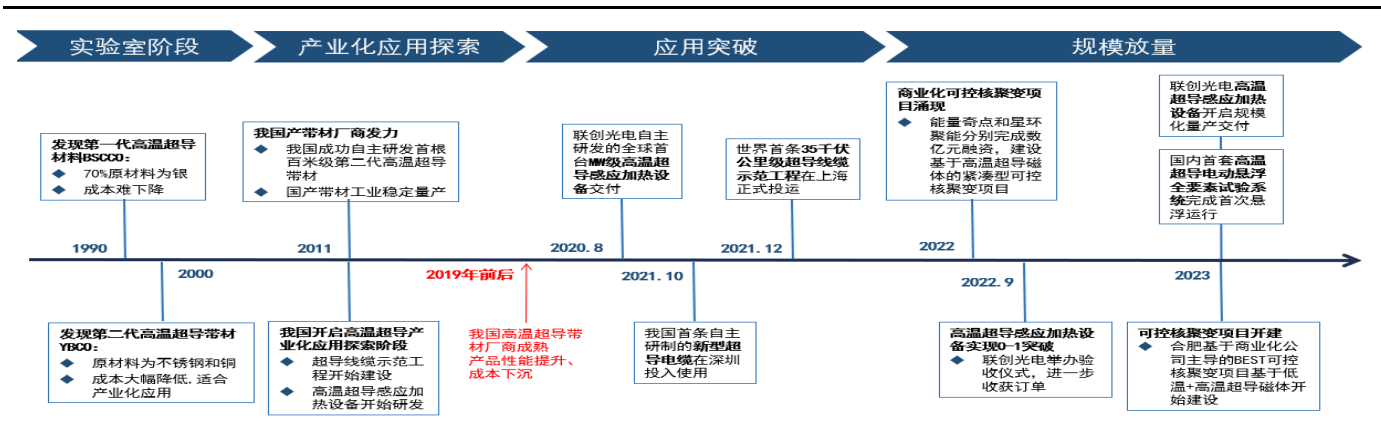 实验室阶段
产业化应用探索
应用突破
规模放量
发现第一代高温超导
材料BSCCO：
◆ 70%原材料为银
◆ 成本难下降
我国产带材厂商发力
◆ 我国成功自主研发首根
百米级第二代高温超导
带材
◆ 国产带材工业稳定量产
联创光电自主
研发的全球首
台MW级高温超
导感应加热设
备交付
世界首条35千伏
公里级超导线缆
示范工程在上海
正式投运
商业化可控核聚变项
目涌现
◆ 能量奇点和星环
聚能分别完成数
亿元融资，建设
基于高温超导磁
体的紧凑型可控
核聚变项目
联创光电高温
超导感应加热
设备开启规模
化量产交付
国内首套高温
超导电动悬浮
全要素试验系
统完成首次悬
浮运行
1990
2011
2020.8
2021.12
2022
2000
2019年前后
2021.10
2022.9
2023
发现第二代高温超导带材
YBCO：
◆ 原材料为不锈钢和铜
◆ 成本大幅降低,适合
产业化应用
我国开启高温超导产
业化应用探索阶段
◆ 超导线缆示范工
程开始建设
◆ 高温超导感应加
热设备开始研发
我国高温超导带
材厂商成熟
产品性能提升、
成本下沉
我国首条自主
研制的新型超
导电缆在深圳
投入使用
高温超导感应加热设
备实现0-1突破
◆ 联创光电举办验
收仪式，进一步
收获订单
可控核聚变项目开建
◆ 合肥基于商业化公
司主导的BEST可控
核聚变项目基于低
温+高温超导磁体开
始建设